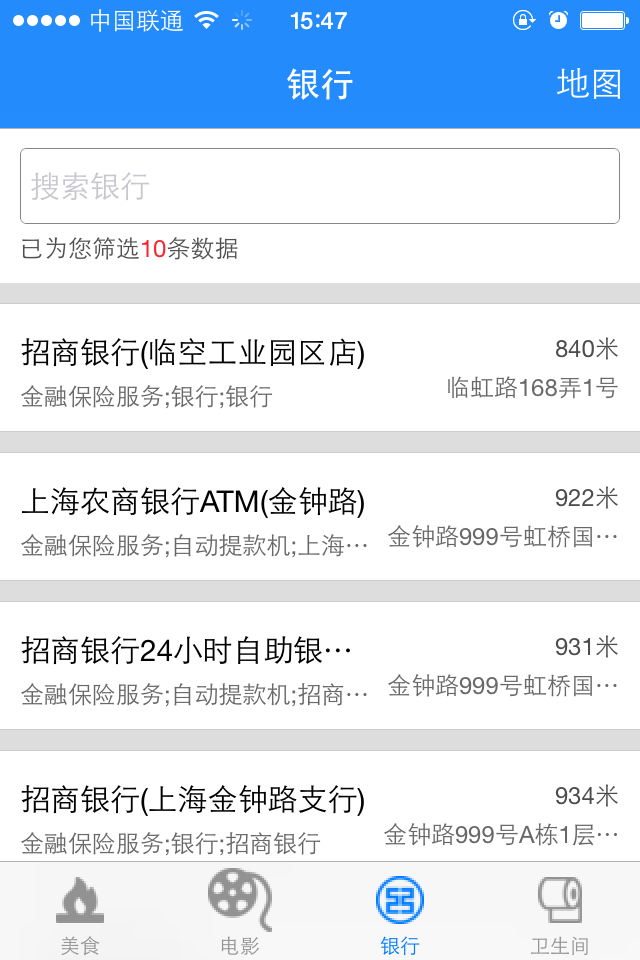 中国联通 15:47
银行 地图
搜索银行
已为您筛选10条数据
招商银行(临空工业园区店) 840米
金融保险服务;银行;银行 临虹路168弄1号
上海农商银行ATM(金钟路) 922米
金融保险服务;自动提款机;上海… 金钟路999号虹桥国…
招商银行24小时自助银… 931米
金融保险服务;自动提款机;招商… 金钟路999号虹桥国…
招商银行(上海金钟路支行) 934米
金融保险服务;银行;招商银行 金钟路999号A栋1层…
美食 电影 银行 卫生间